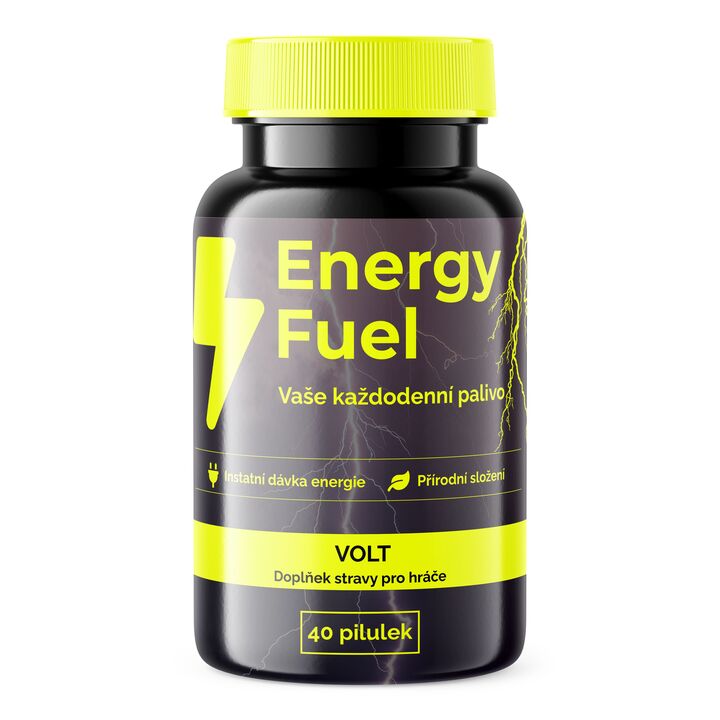 Energy
Fuel
Vaše každodenní palivo
Instatní dávka energie
Přírodní složení
VOLT
Doplňek stravy pro hráče
40 pilulek